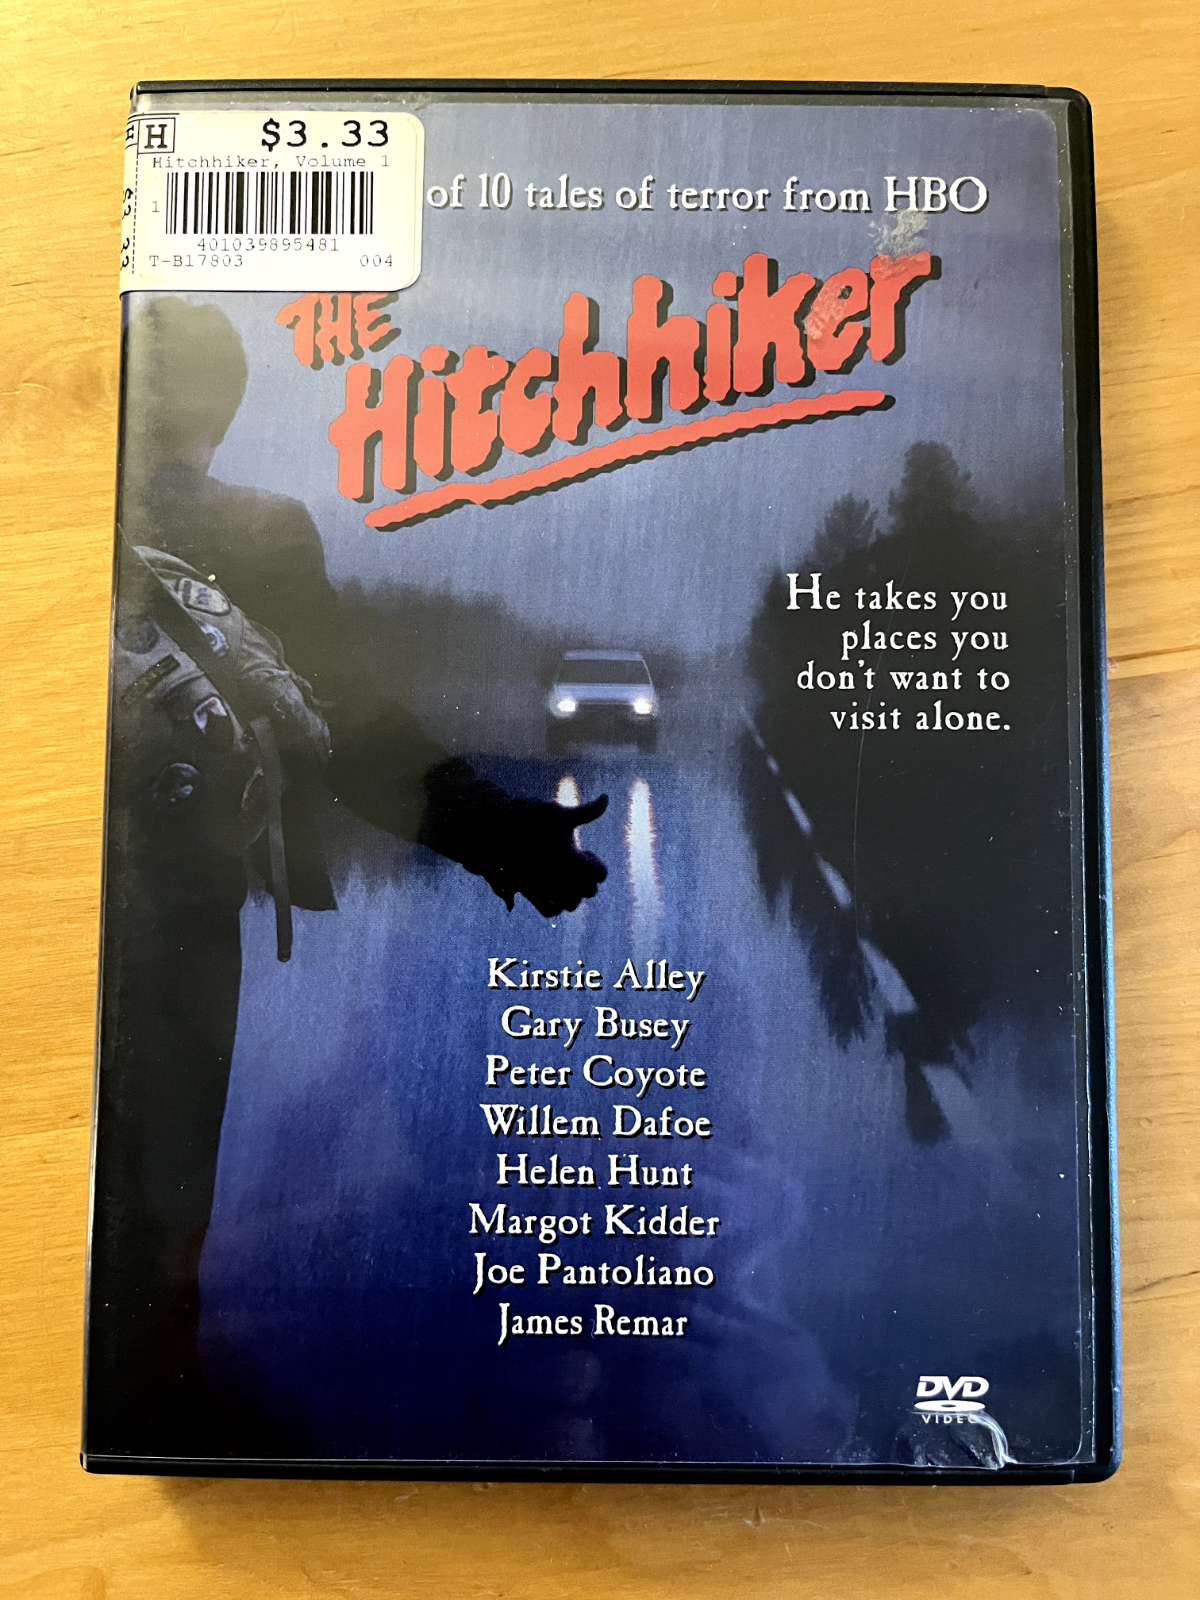 H $3.33
Hitchhiker, Volume 1
1
401039895481
T-B17803 004
of 10 tales of terror from HBO
THE
Hitchhiker
He takes you
places you
don't want to
visit alone.
Kirstie Alley
Gary Busey
Peter Coyote
Willem Dafoe
Helen Hunt
Margot Kidder
Joe Pantoliano
James Remar
DVD
VIDEO